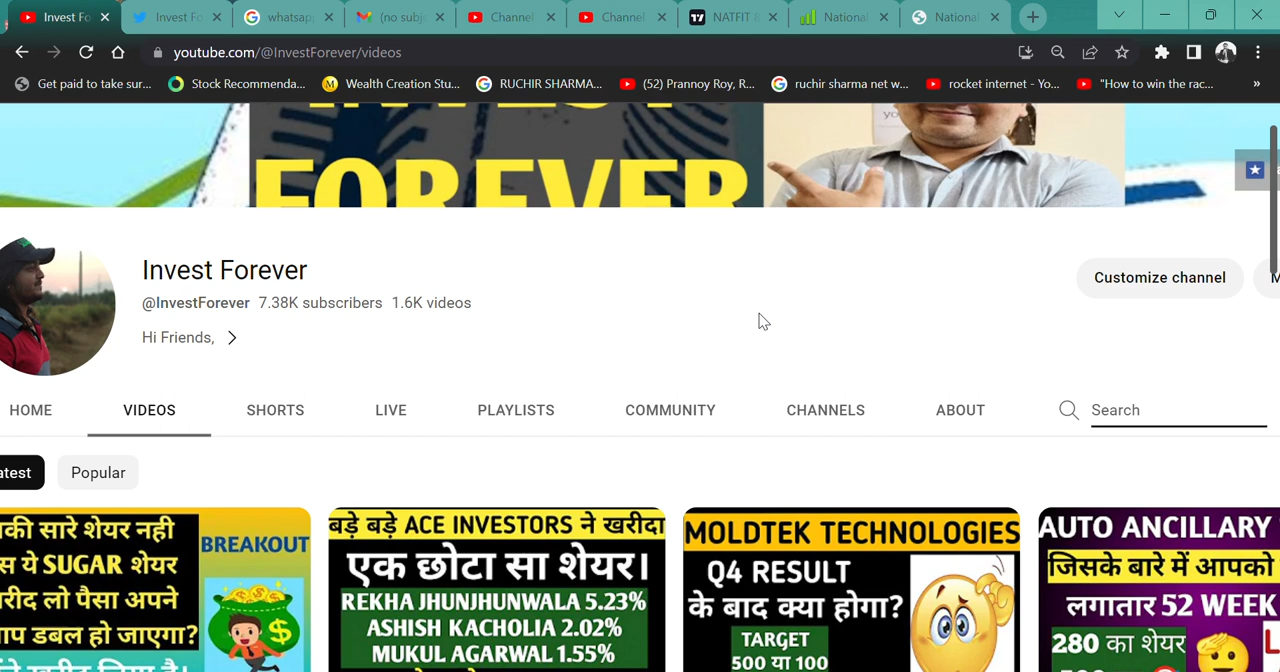 Invest Fo
Invest Fo
whatsap
(no subj
Channel
Channel
NATFIT
National
National
youtube.com/@InvestForever/videos
Get paid to take sur...
Stock Recommenda...
Wealth Creation Stu...
RUCHIR SHARMA...
(52) Prannoy Roy, R...
ruchir sharma net w...
rocket internet - Yo...
"How to win the rac...
»
INVEST
FOREVER
Invest Forever
@InvestForever 7.38K subscribers 1.6K videos
Hi Friends,
Customize channel
HOME
VIDEOS
SHORTS
LIVE
PLAYLISTS
COMMUNITY
CHANNELS
ABOUT
Search
atest
Popular
की सारे शेयर नही
स ये SUGAR शेयर
रीद लो पैसा अपने
प डबल हो जाएगा?
BREAKOUT
बड़े बड़े ACE INVESTORS ने खरीदा
एक छोटा सा शेयर।
REKHA JHUNJHUNWALA 5.23%
ASHISH KACHOLIA 2.02%
MUKUL AGARWAL 1.55%
MOLDTEK TECHNOLOGIES
Q4 RESULT
के बाद क्या होगा?
TARGET
500 या 100
AUTO ANCILLARY
जिसके बारे में आपको
लगातार 52 WEEK
280 का शेयर